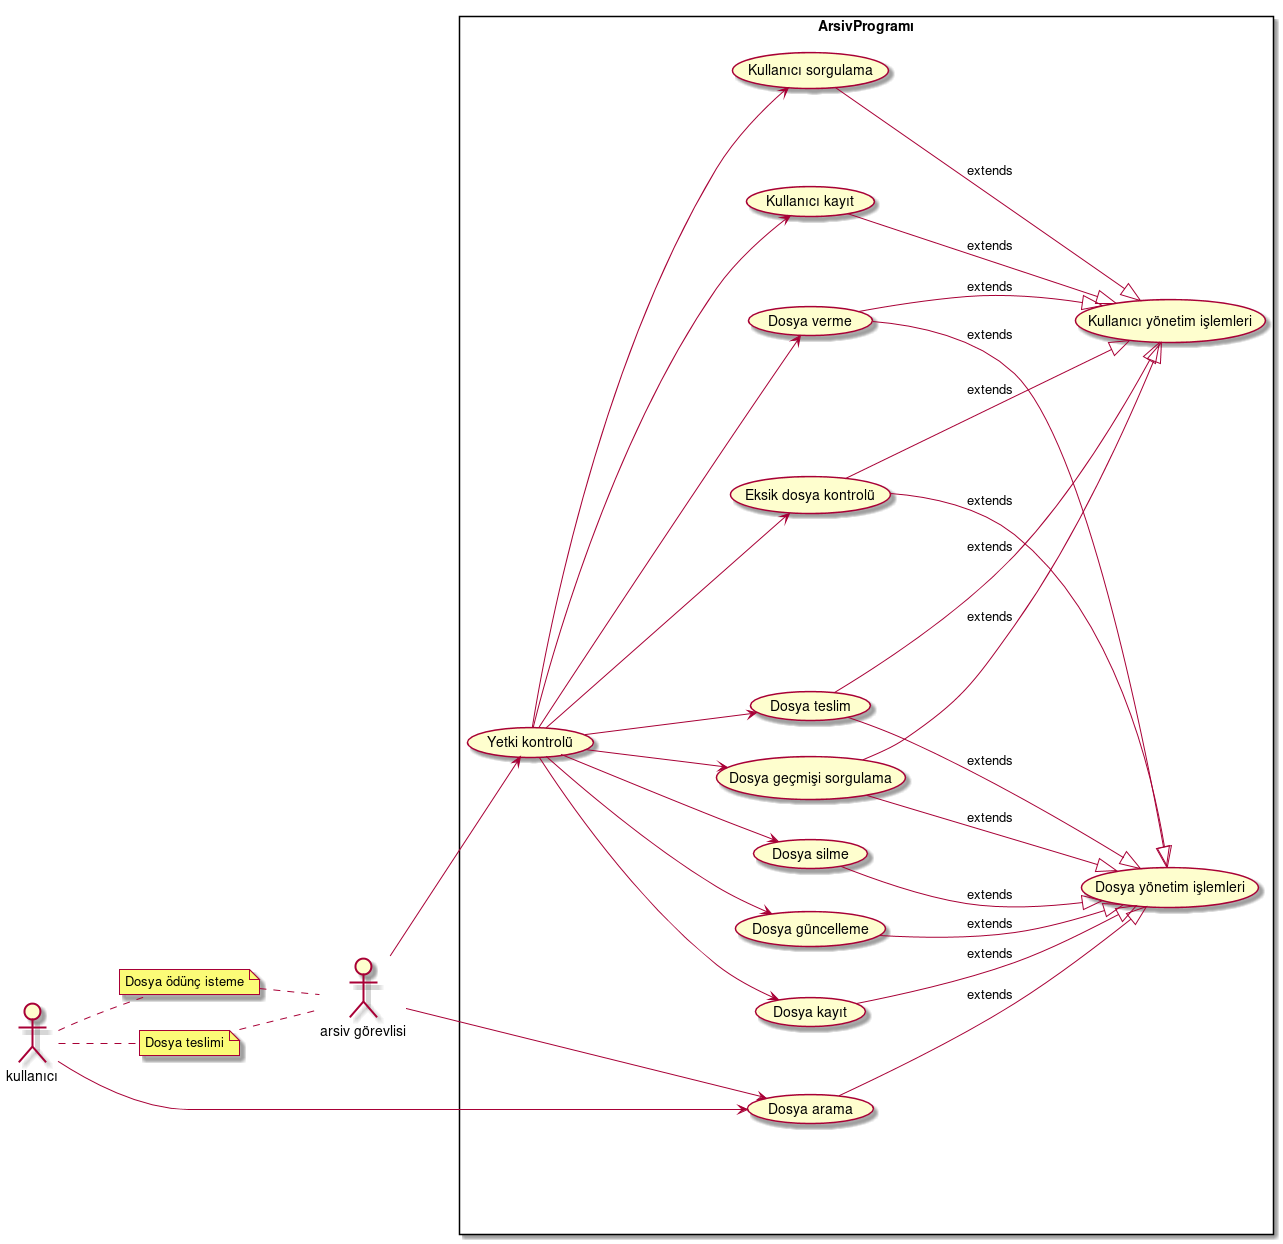 ArsivProgramı
Kullanıcı sorgulama
extends
Kullanıcı kayıt
extends
extends
Dosya verme
Kullanıcı yönetim işlemleri
extends
extends
Eksik dosya kontrolü
extends
extends
extends
Dosya teslim
Yetki kontrolü
extends
Dosya geçmişi sorgulama
extends
Dosya silme
Dosya yönetim işlemleri
extends
extends
Dosya güncelleme
extends
Dosya ödünç isteme
extends
Dosya kayıt
arsiv görevlisi
Dosya teslimi
kullanıcı
Dosya arama